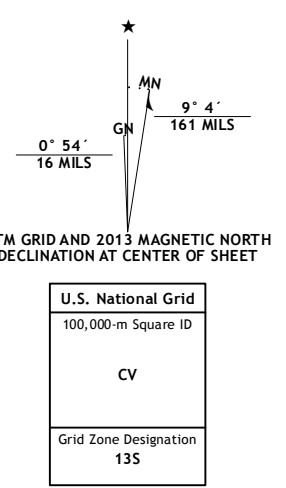 ★
MN
GN
9° 4´
161 MILS
0° 54´
16 MILS
TM GRID AND 2013 MAGNETIC NORTH
DECLINATION AT CENTER OF SHEET
U.S. National Grid
100,000-m Square ID
CV
Grid Zone Designation
13S